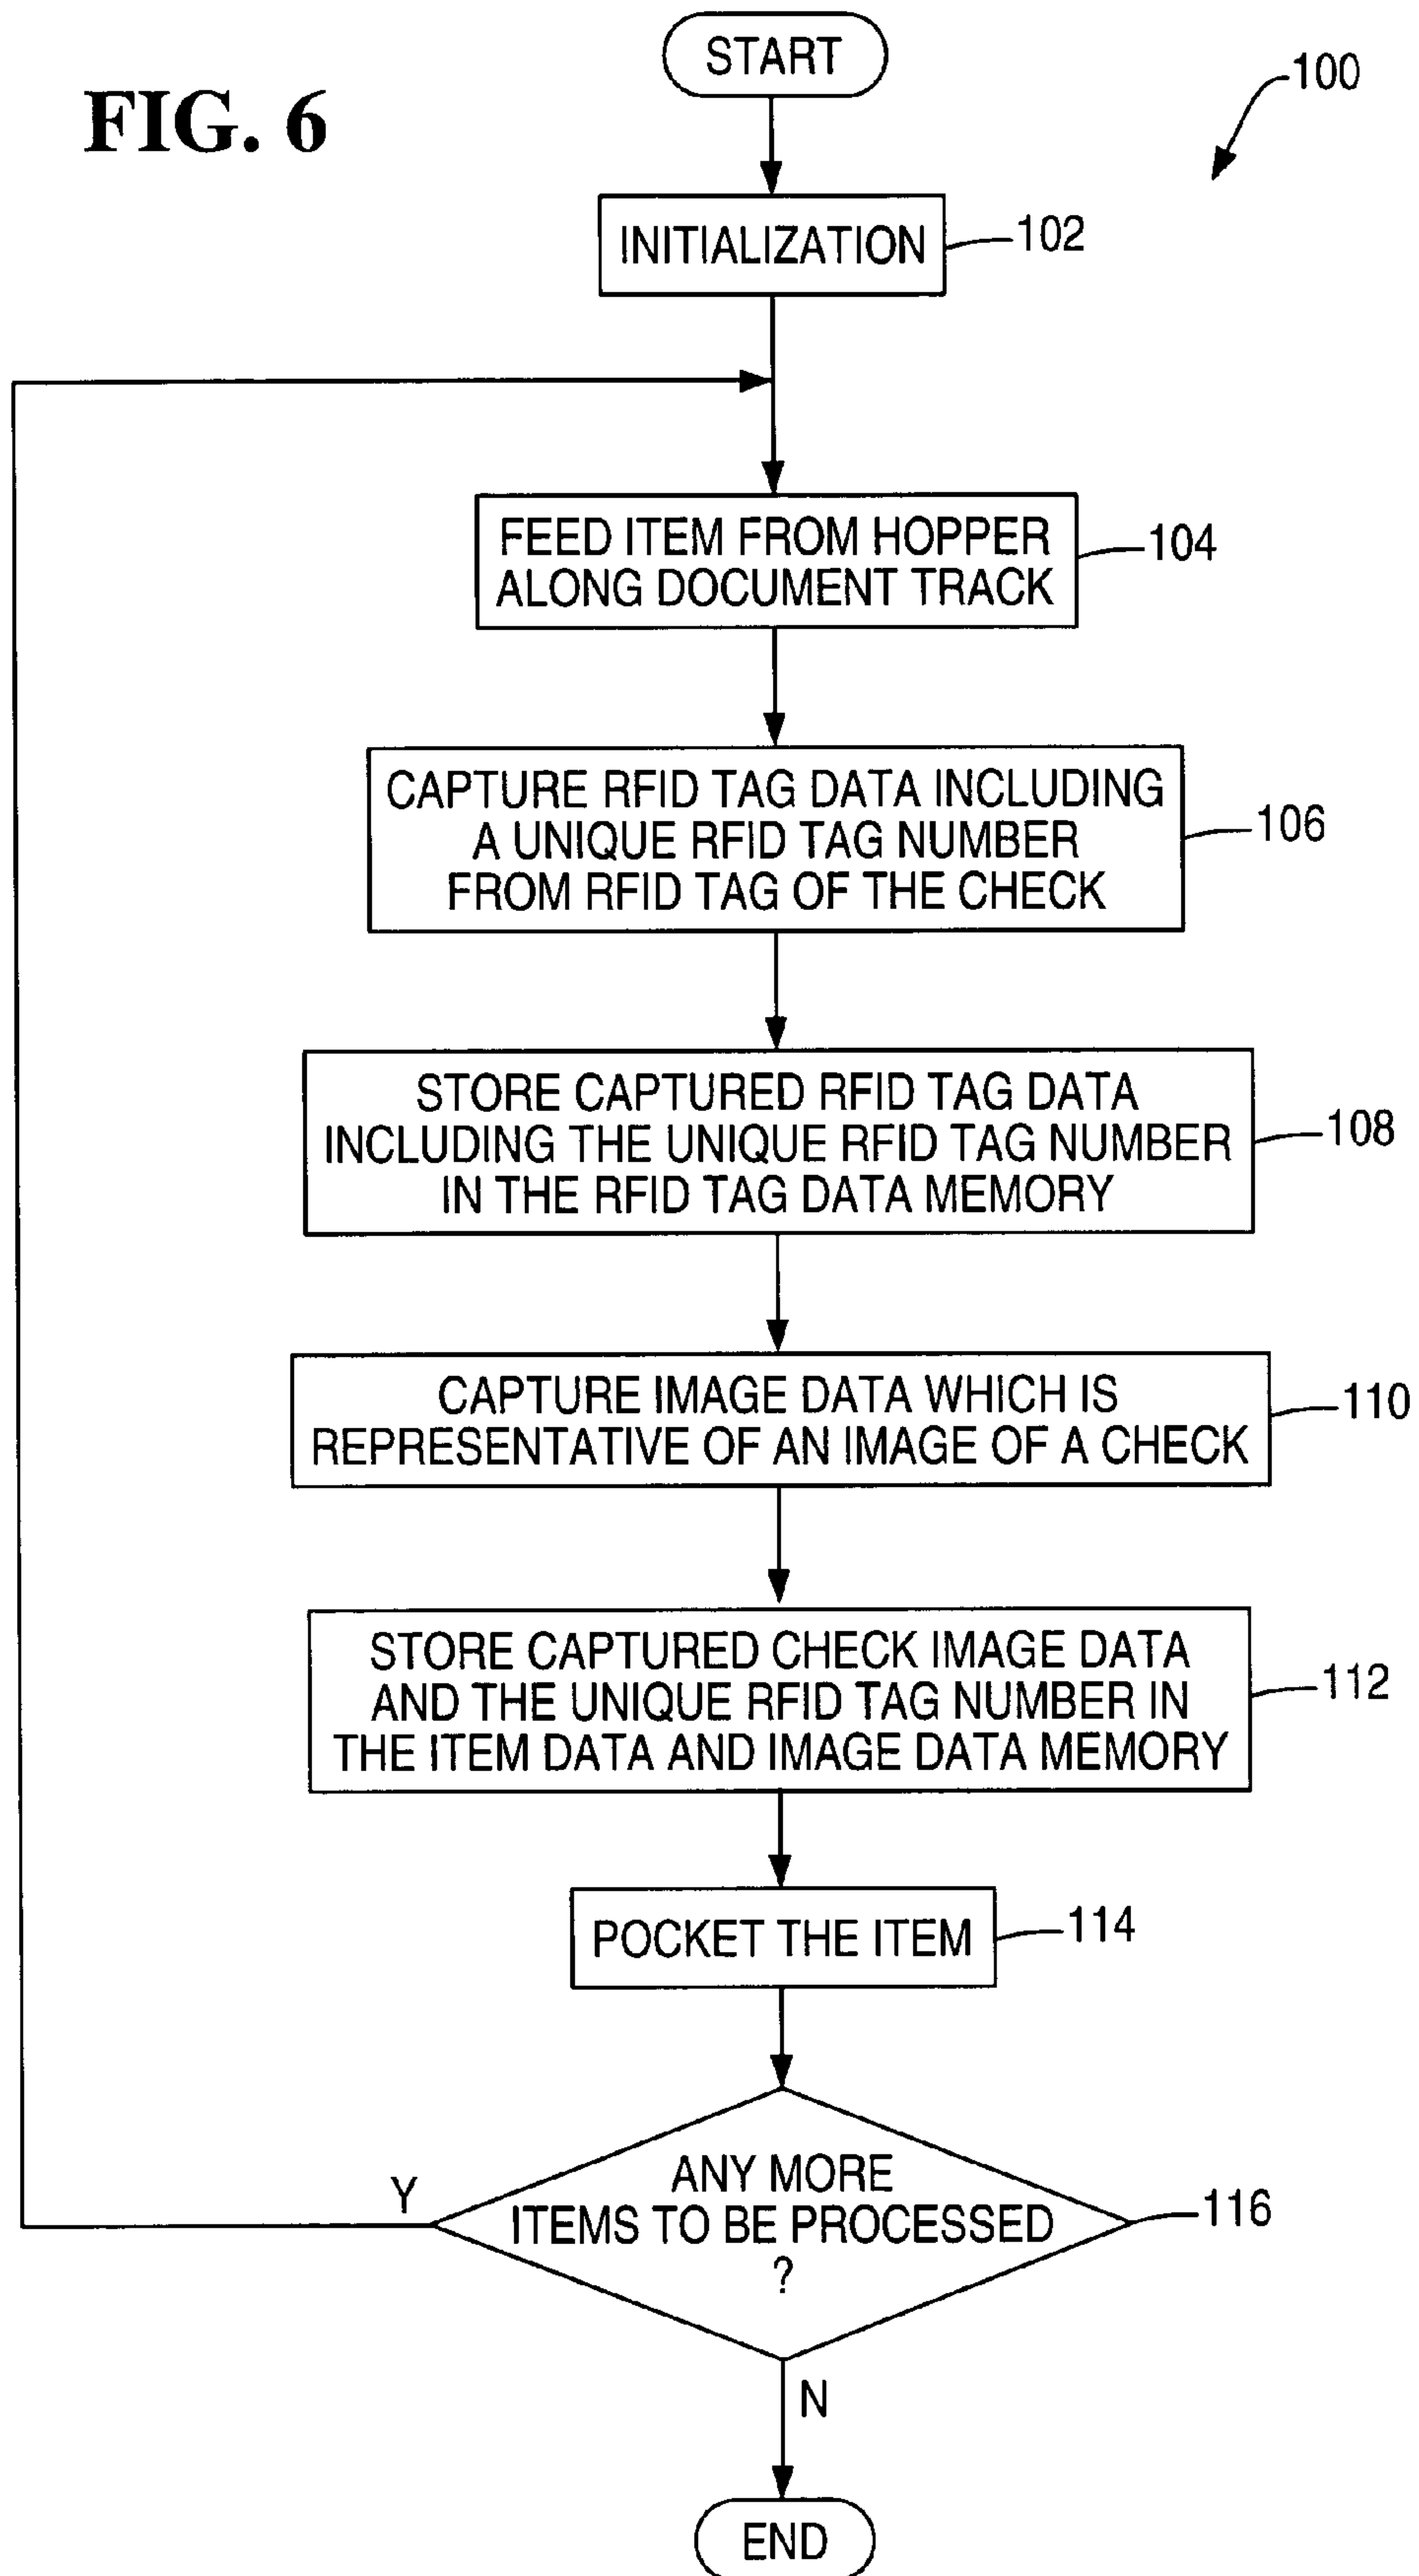 START
FIG. 6
100
INITIALIZATION
102
FEED ITEM FROM HOPPER
ALONG DOCUMENT TRACK
104
CAPTURE RFID TAG DATA INCLUDING
A UNIQUE RFID TAG NUMBER
FROM RFID TAG OF THE CHECK
106
STORE CAPTURED RFID TAG DATA
INCLUDING THE UNIQUE RFID TAG NUMBER
IN THE RFID TAG DATA MEMORY
108
CAPTURE IMAGE DATA WHICH IS
REPRESENTATIVE OF AN IMAGE OF A CHECK
110
STORE CAPTURED CHECK IMAGE DATA
AND THE UNIQUE RFID TAG NUMBER IN
THE ITEM DATA AND IMAGE DATA MEMORY
112
POCKET THE ITEM
114
ANY MORE
ITEMS TO BE PROCESSED
?
116
Y
N
END